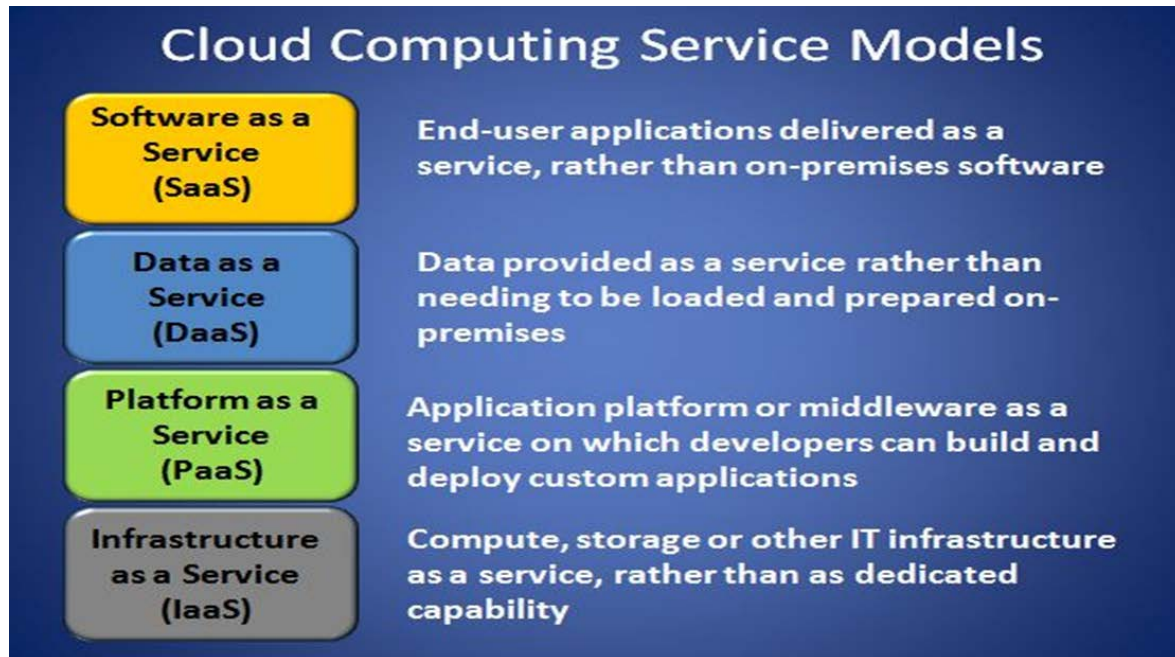 Cloud Computing Service Models
Software as a
Service
(SaaS)
End-user applications delivered as a
service, rather than on-premises software
Data as a
Service
(DaaS)
Data provided as a service rather than
needing to be loaded and prepared on-
premises
Platform as a
Service
(PaaS)
Application platform or middleware as a
service on which developers can build and
deploy custom applications
Infrastructure
as a Service
(IaaS)
Compute, storage or other IT infrastructure
as a service, rather than as dedicated
capability